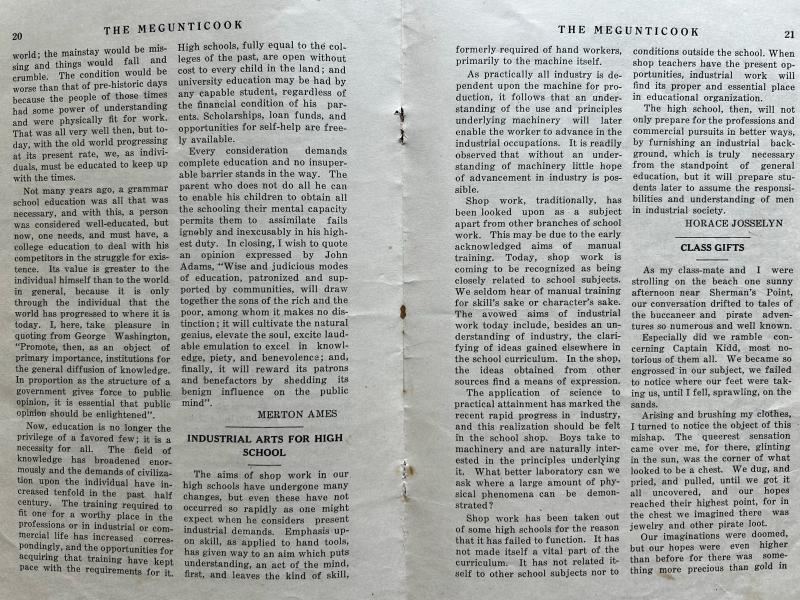 20
THE MEGUNTICOOK
world; the mainstay would be mis-
sing and things would fall and
crumble. The condition would be
worse than that of pre-historic days
because the people of those times
had some power of understanding
and were physically fit for work.
That was all very well then, but to-
day, with the old world progressing
at its present rate, we, as indivi-
duals, must be educated to keep up
with the times.
Not many years ago, a grammar
school education was all that was
necessary, and with this, a person
was considered well-educated, but
now, one needs, and must have, a
college education to deal with his
competitors in the struggle for exis-
tence. Its value is greater to the
individual himself than to the world
in general, because it is only
through the individual that the
world has progressed to where it is
today. I, here, take pleasure in
quoting from George Washington,
"Promote, then, as an object of
primary importance, institutions for
the general diffusion of knowledge.
In proportion as the structure of a
government gives force to public
opinion, it is essential that public
opinion should be enlightened".
Now, education is no longer the
privilege of a favored few; it is a
necessity for all. The field of
knowledge has broadened enor-
mously and the demands of civiliza-
tion upon the individual have in-
creased tenfold in the past half
century. The training required to
fit one for a worthy place in the
professions or in industrial or com-
mercial life has increased corres-
pondingly, and the opportunities for
acquiring that training have kept
pace with the requirements for it.
High schools, fully equal to the col-
leges of the past, are open without
cost to every child in the land; and
university education may be had by
any capable student, regardless of
the financial condition of his par-
ents. Scholarships, loan funds, and
opportunities for self-help are free-
ly available.
Every consideration demands
complete education and no insuper-
able barrier stands in the way. The
parent who does not do all he can
to enable his children to obtain all
the schooling their mental capacity
permits them to assimilate fails
ignobly and inexcusably in his high-
est duty. In closing, I wish to quote
an opinion expressed by John
Adams, "Wise and judicious modes
of education, patronized and sup-
ported by communities, will draw
together the sons of the rich and the
poor, among whom it makes no dis-
tinction; it will cultivate the natural
genius, elevate the soul, excite laud-
able emulation to excel in knowl-
edge, piety, and benevolence; and,
finally, it will reward its patrons
and benefactors by shedding its
benign influence on the public
mind".
MERTON AMES
INDUSTRIAL ARTS FOR HIGH
SCHOOL
The aims of shop work in our
high schools have undergone many
changes, but even these have not
occurred so rapidly as one might
expect when he considers present
industrial demands. Emphasis up-
on skill, as applied to hand tools,
has given way to an aim which puts
understanding, an act of the mind,
first, and leaves the kind of skill,
THE MEGUNTICOOK
21
formerly required of hand workers,
primarily to the machine itself.
As practically all industry is de-
pendent upon the machine for pro-
duction, it follows that an under-
standing of the use and principles
underlying machinery will later
enable the worker to advance in the
industrial occupations. It is readily
observed that without an under-
standing of machinery little hope
of advancement in industry is pos-
sible.
Shop work, traditionally, has
been looked upon as a subject
apart from other branches of school
work. This may be due to the early
acknowledged aims of manual
training. Today, shop work is
coming to be recognized as being
closely related to school subjects.
We seldom hear of manual training
for skill's sake or character's sake.
The avowed aims of industrial
work today include, besides an un-
derstanding of industry, the clari-
fying of ideas gained elsewhere in
the school curriculum. In the shop,
the ideas obtained from other
sources find a means of expression.
The application of science to
practical attainment has marked the
recent rapid progress in industry,
and this realization should be felt
in the school shop. Boys take to
machinery and are naturally inter-
ested in the principles underlying
it. What better laboratory can we
ask where a large amount of phy-
sical phenomena can be demon-
strated?
Shop work has been taken out
of some high schools for the reason
that it has failed to function. It has
not made itself a vital part of the
curriculum. It has not related it-
self to other school subjects nor to
conditions outside the school. When
shop teachers have the present op-
portunities, industrial work will
find its proper and essential place
in educational organization.
The high school, then, will not
only prepare for the professions and
commercial pursuits in better ways,
by furnishing an industrial back-
ground, which is truly necessary
from the standpoint of general
education, but it will prepare stu-
dents later to assume the responsi-
bilities and understanding of men
in industrial society.
HORACE JOSSELYN
CLASS GIFTS
As my class-mate and I were
strolling on the beach one sunny
afternoon near Sherman's Point,
our conversation drifted to tales of
the buccaneer and pirate adven-
tures so numerous and well known.
Especially did we ramble con-
cerning Captain Kidd, most no-
torious of them all. We became so
engrossed in our subject, we failed
to notice where our feet were tak-
ing us, until I fell, sprawling, on the
sands.
Arising and brushing my clothes,
I turned to notice the object of this
mishap. The queerest sensation
came over me, for there, glinting
in the sun, was the corner of what
looked to be a chest. We dug, and
pried, and pulled, until we got it
all uncovered, and our hopes
reached their highest point, for in
the chest we imagined there was
jewelry and other pirate loot.
Our imaginations were doomed,
but our hopes were even higher
than before for there was some-
thing more precious than gold in